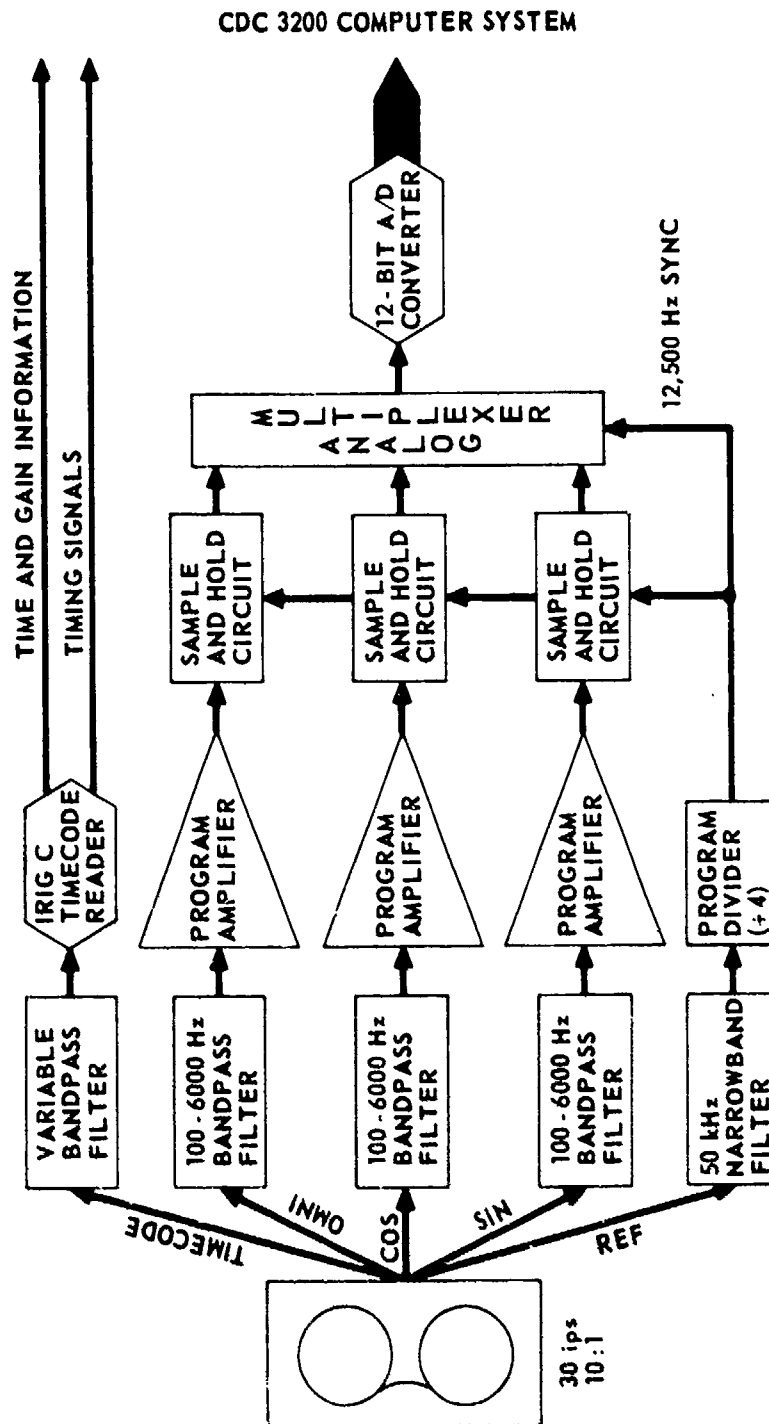 CDC 3200 COMPUTER SYSTEM
TIME AND GAIN INFORMATION
TIMING SIGNALS
IRIG C
TIMECODE
READER
VARIABLE
BANDPASS
FILTER
TIMECODE
OMNI
COS
SIN
REF
30 ips
10 : 1
100 - 6000 Hz
BANDPASS
FILTER
PROGRAM
AMPLIFIER
SAMPLE
AND HOLD
CIRCUIT
100 - 6000 Hz
BANDPASS
FILTER
PROGRAM
AMPLIFIER
SAMPLE
AND HOLD
CIRCUIT
100 - 6000 Hz
BANDPASS
FILTER
PROGRAM
AMPLIFIER
SAMPLE
AND HOLD
CIRCUIT
50 kHz
NARROWBAND
FILTER
PROGRAM
DIVIDER
(÷4)
MULTIPLEXER
ANALOG
12 - BIT A/D
CONVERTER
12,500 Hz SYNC